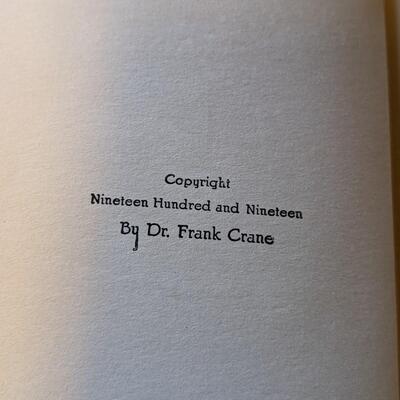 Copyright
Nineteen Hundred and Nineteen
By Dr. Frank Crane